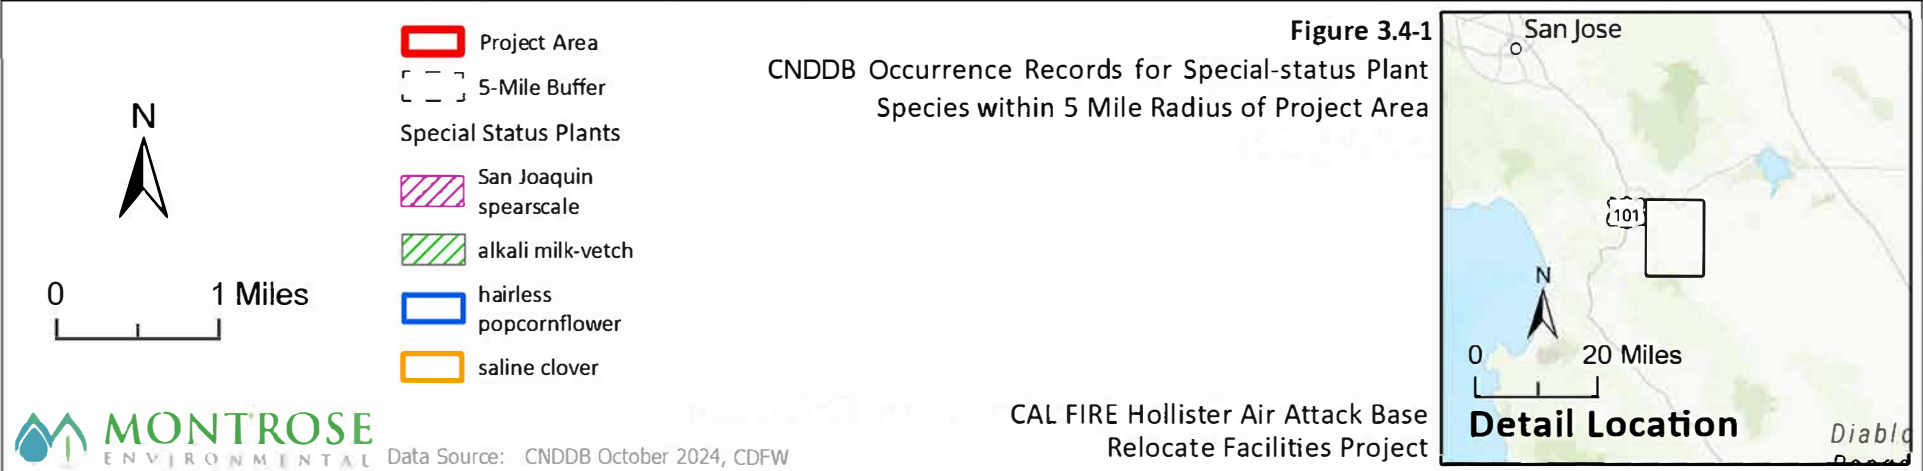 N
0 1 Miles
Project Area
5-Mile Buffer
Special Status Plants
San Joaquin
spearscale
alkali milk-vetch
hairless
popcornflower
saline clover
MONTROSE
ENVIRONMENTAL
Data Source: CNDDB October 2024, CDFW
Figure 3.4-1
CNDDB Occurrence Records for Special-status Plant
Species within 5 Mile Radius of Project Area
CAL FIRE Hollister Air Attack Base
Relocate Facilities Project
San Jose
101
N
0 20 Miles
Detail Location